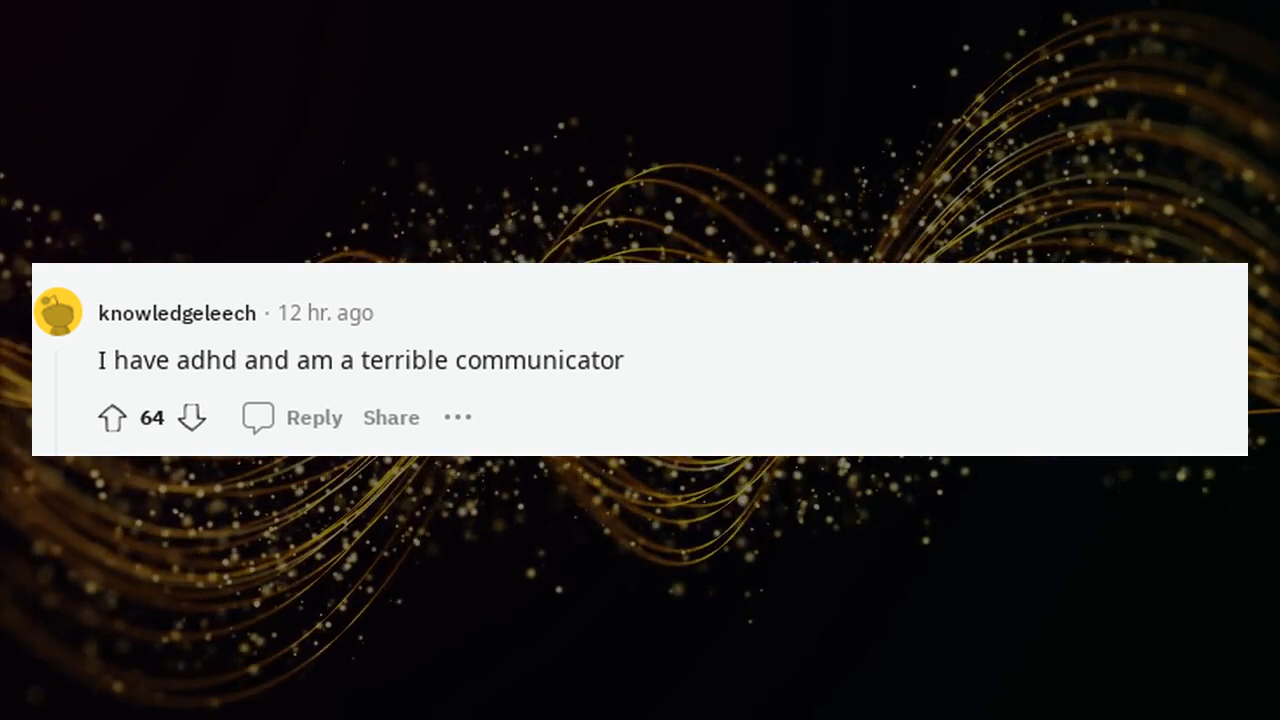 knowledgeleech · 12 hr. ago
I have adhd and am a terrible communicator
64 Reply Share ···